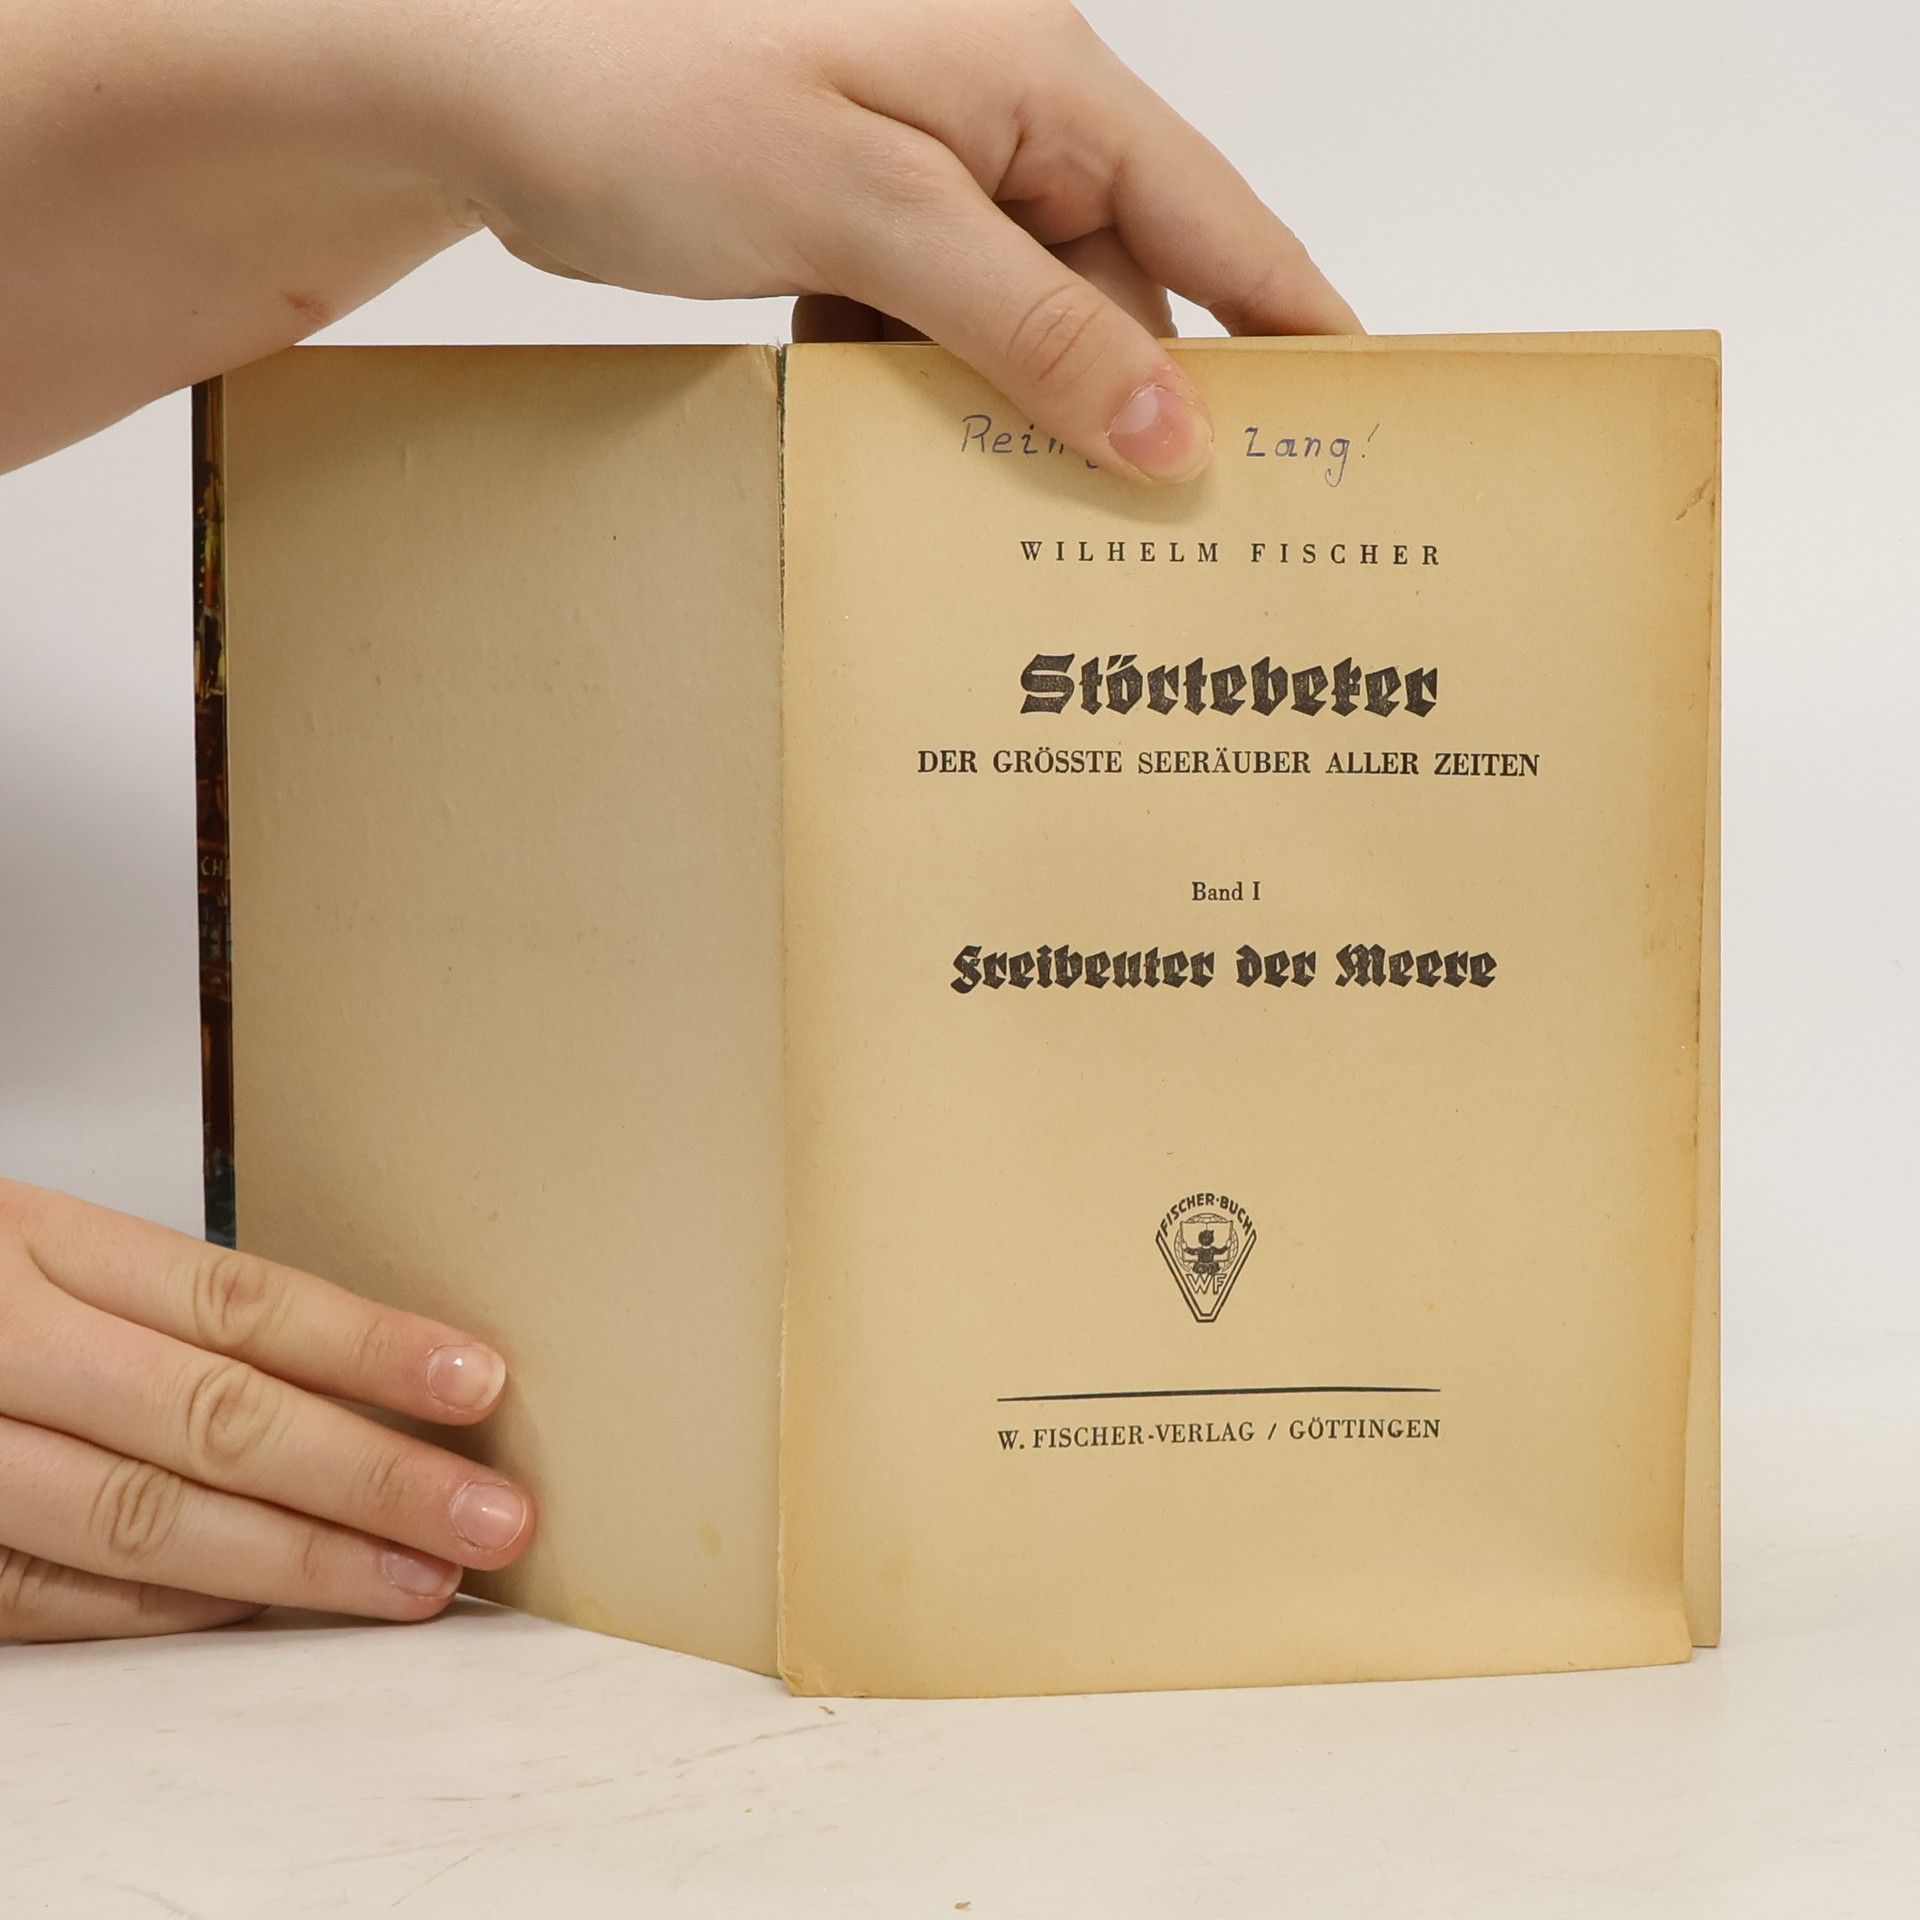 Zang!
WILHELM FISCHER
Störtebeker
DER GRÖSSTE SEERÄUBER ALLER ZEITEN
Band I
Freibeuter der Meere
FISCHER·BUCH
WF
W. FISCHER-VERLAG / GÖTTINGEN